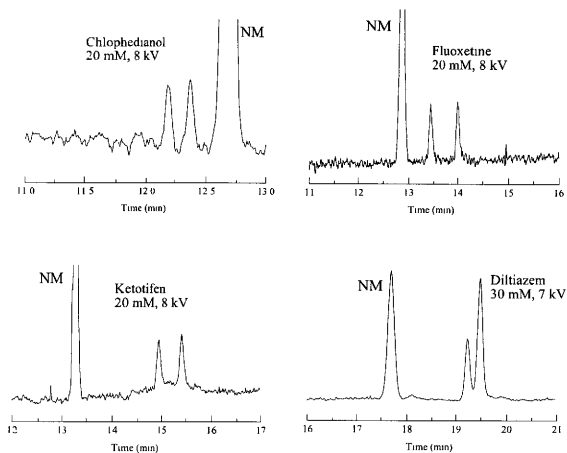 Chlophedianol
20 mM, 8 kV
NM
11 0 11 5 12 0 12 5 13 0
Time (min)
NM
Fluoxetine
20 mM, 8 kV
11 12 13 14 15 16
Time (min)
NM
Ketotifen
20 mM, 8 kV
12 13 14 15 16 17
Time (min)
NM
Diltiazem
30 mM, 7 kV
16 17 18 19 20 21
Time (min)